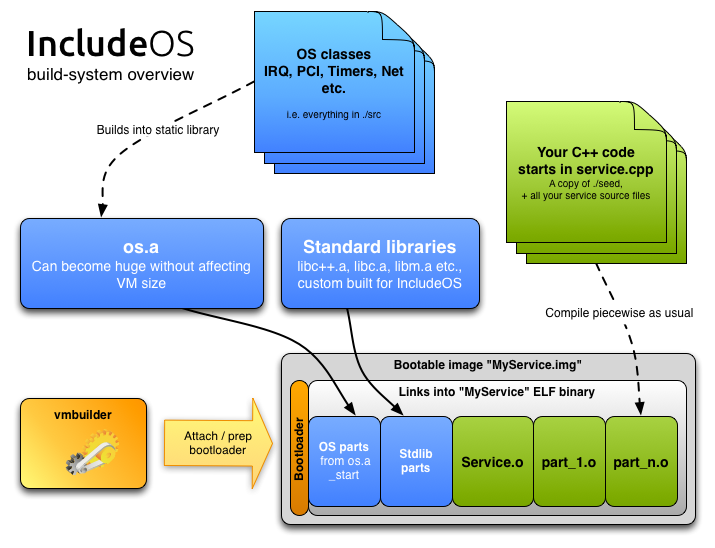 IncludeOS
build-system overview
OS classes
IRQ, PCI, Timers, Net
etc.
i.e. everything in ./src
Builds into static library
Your C++ code
starts in service.cpp
A copy of ./seed,
+ all your service source files
os.a
Can become huge without affecting
VM size
Standard libraries
libc++.a, libc.a, libm.a etc.,
custom built for IncludeOS
Compile piecewise as usual
Bootable image "MyService.img"
Links into "MyService" ELF binary
vmbuilder
Attach / prep
bootloader
Bootloader
OS parts
from os.a
_start
Stdlib
parts
Service.o
part_1.o
part_n.o